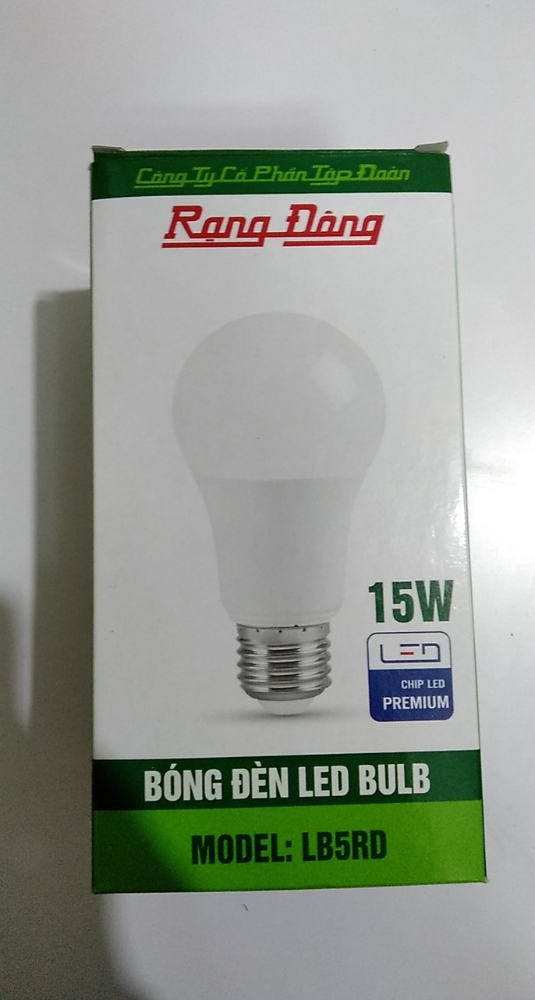 Công Ty Cổ Phần Tập Đoàn
Rạng Đông
15W
LED
CHIP LED
PREMIUM
BÓNG ĐÈN LED BULB
MODEL: LB5RD